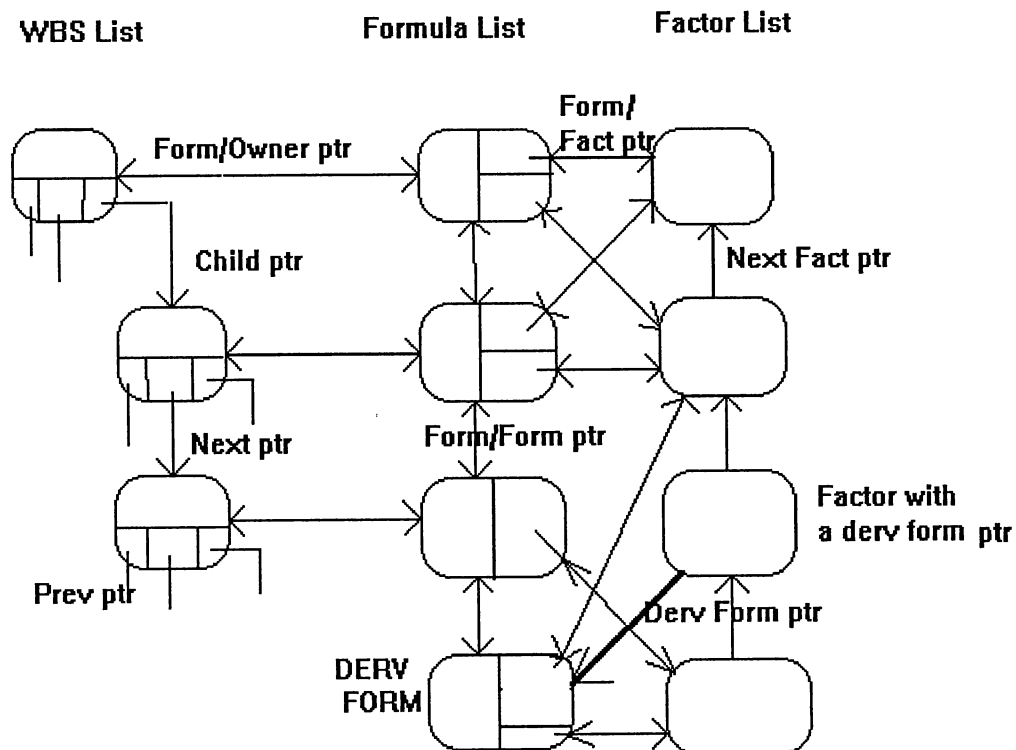 WBS List
Formula List
Factor List
Form/
Fact ptr
Form/Owner ptr
Child ptr
Next Fact ptr
Next ptr
Form/Form ptr
Factor with
a derv form ptr
Prev ptr
Derv Form ptr
DERV
FORM